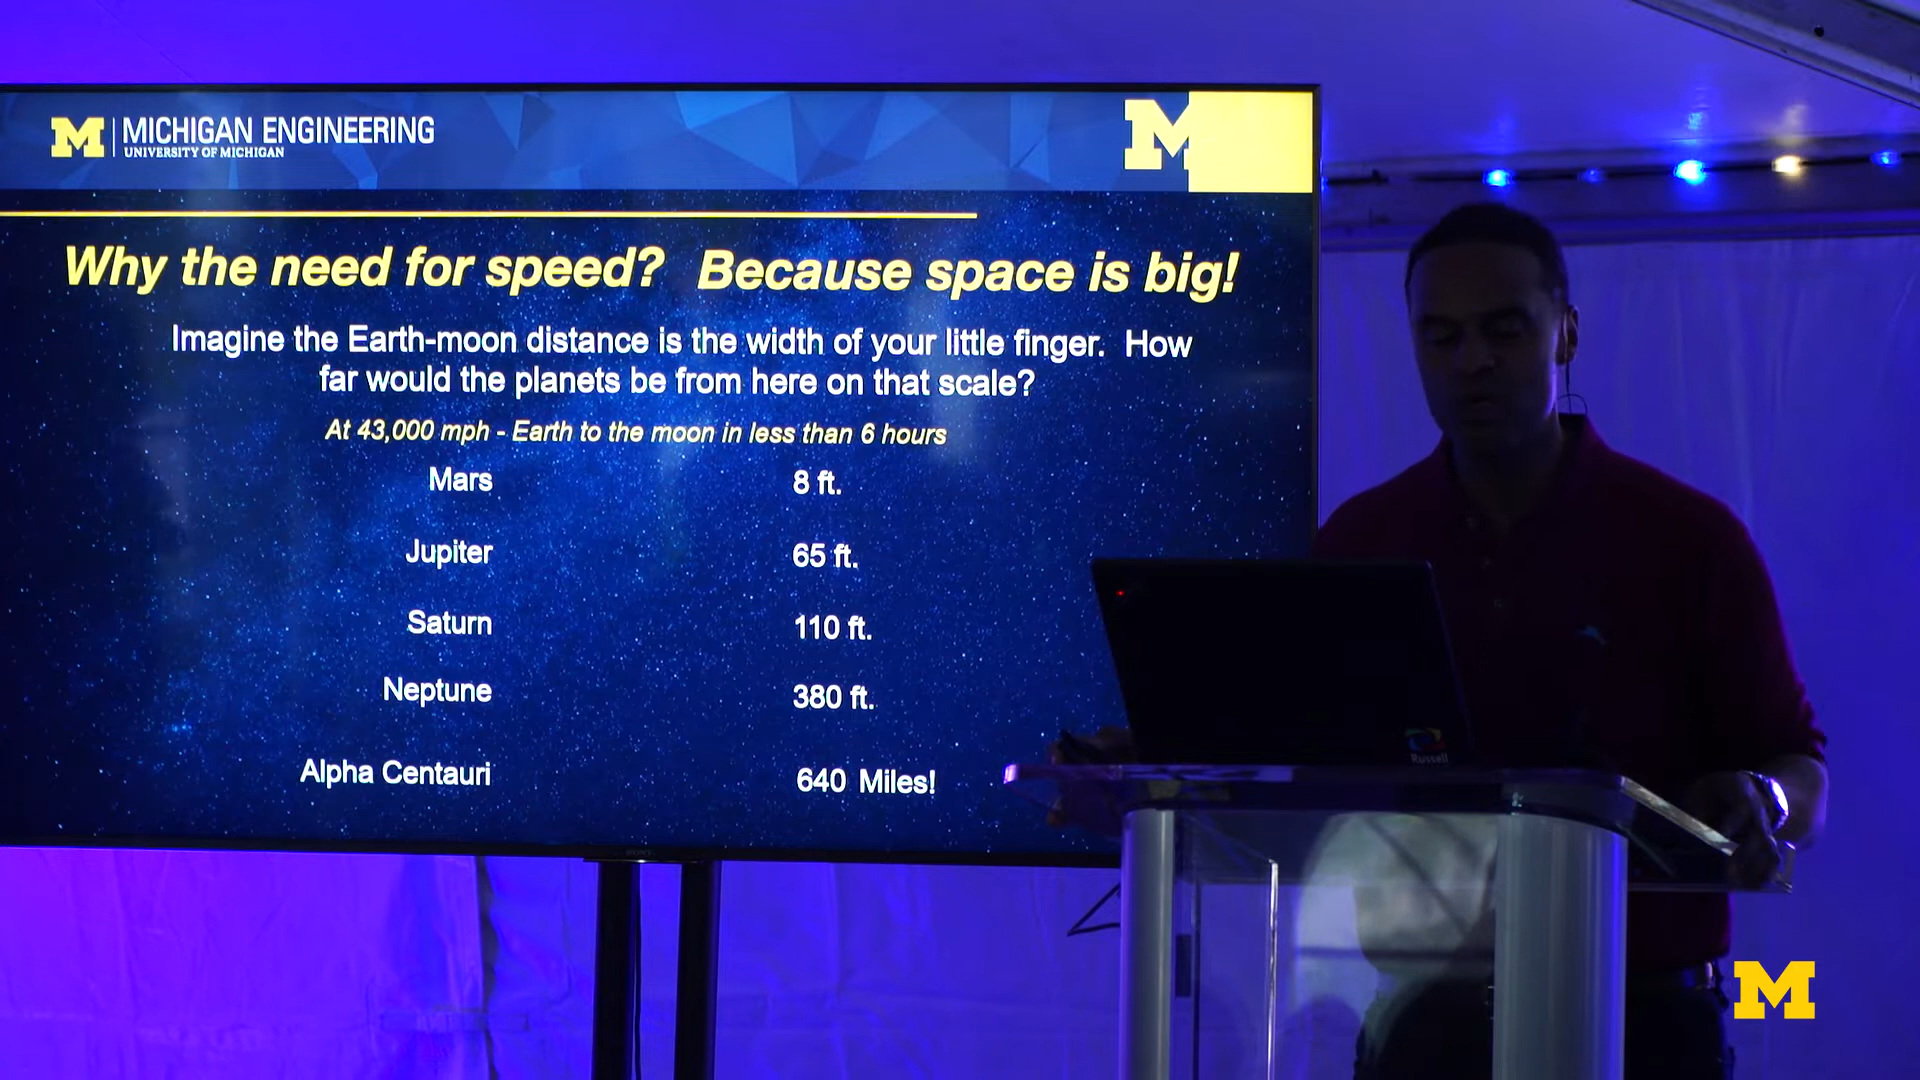 M MICHIGAN ENGINEERING
UNIVERSITY OF MICHIGAN
M
Why the need for speed? Because space is big!
Imagine the Earth-moon distance is the width of your little finger. How
far would the planets be from here on that scale?
At 43,000 mph - Earth to the moon in less than 6 hours
Mars 8 ft.
Jupiter 65 ft.
Saturn 110 ft.
Neptune 380 ft.
Alpha Centauri 640 Miles!
Russell
SONY
M